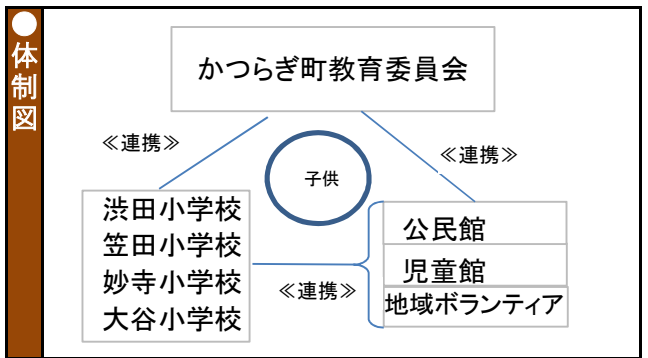 ●体制図
かつらぎ町教育委員会
≪連携≫
子供
≪連携≫
渋田小学校
笠田小学校
妙寺小学校
大谷小学校
≪連携≫
公民館
児童館
地域ボランティア